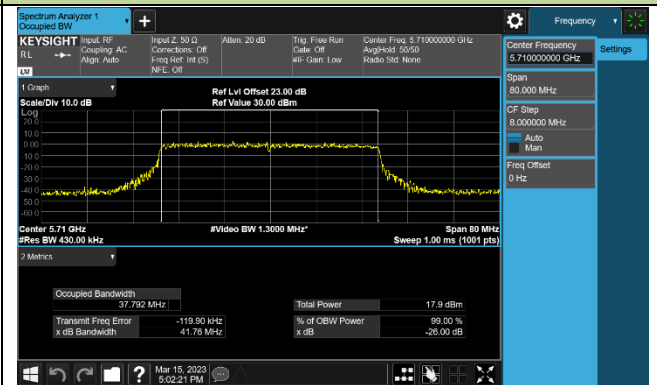 Spectrum Analyzer 1
Occupied BW
Frequency
KEYSIGHT
RL
LXI
Input: RF
Coupling: AC
Align: Auto
Input Z: 50 Ω
Corrections: Off
Freq Ref: Int (S)
NFE: Off
Atten: 20 dB
Trig: Free Run
Gate: Off
#IF Gain: Low
Center Freq: 5.710000000 GHz
Avg|Hold: 50/50
Radio Std: None
Center Frequency
5.710000000 GHz
Settings
Span
80.000 MHz
CF Step
8.000000 MHz
Auto
Man
Freq Offset
0 Hz
1 Graph
Scale/Div 10.0 dB
Ref Lvl Offset 23.00 dB
Ref Value 30.00 dBm
Log
20.0
10.0
0.00
-10.0
-20.0
-30.0
-40.0
-50.0
-60.0
Center 5.71 GHz
#Res BW 430.00 kHz
#Video BW 1.3000 MHz*
Span 80 MHz
Sweep 1.00 ms (1001 pts)
2 Metrics
Occupied Bandwidth
37.792 MHz
Total Power 17.9 dBm
Transmit Freq Error -119.90 kHz
% of OBW Power 99.00 %
x dB Bandwidth 41.76 MHz
x dB -26.00 dB
?
Mar 15, 2023
5:02:21 PM